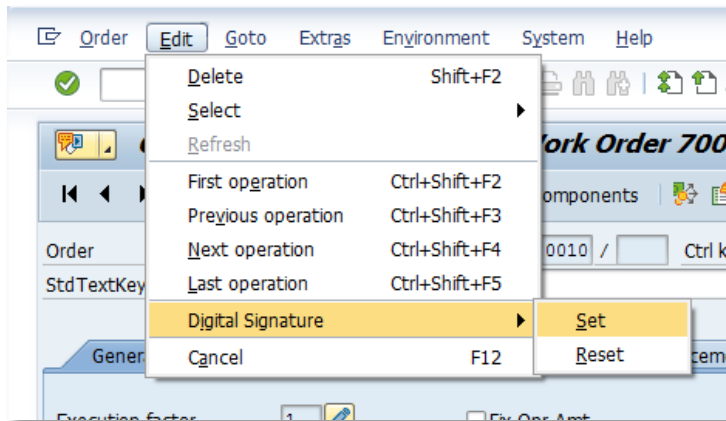 Order Edit Goto Extras Environment System Help
Delete Shift+F2
Select
Refresh
ork Order 700
First operation Ctrl+Shift+F2
omponents
Previous operation Ctrl+Shift+F3
Next operation Ctrl+Shift+F4
Order 0010 / Ctrl k
Last operation Ctrl+Shift+F5
StdTextKey
Digital Signature Set
Gener
Cancel F12 Reset
cem
Execution factor 1 Fix Opr Amt